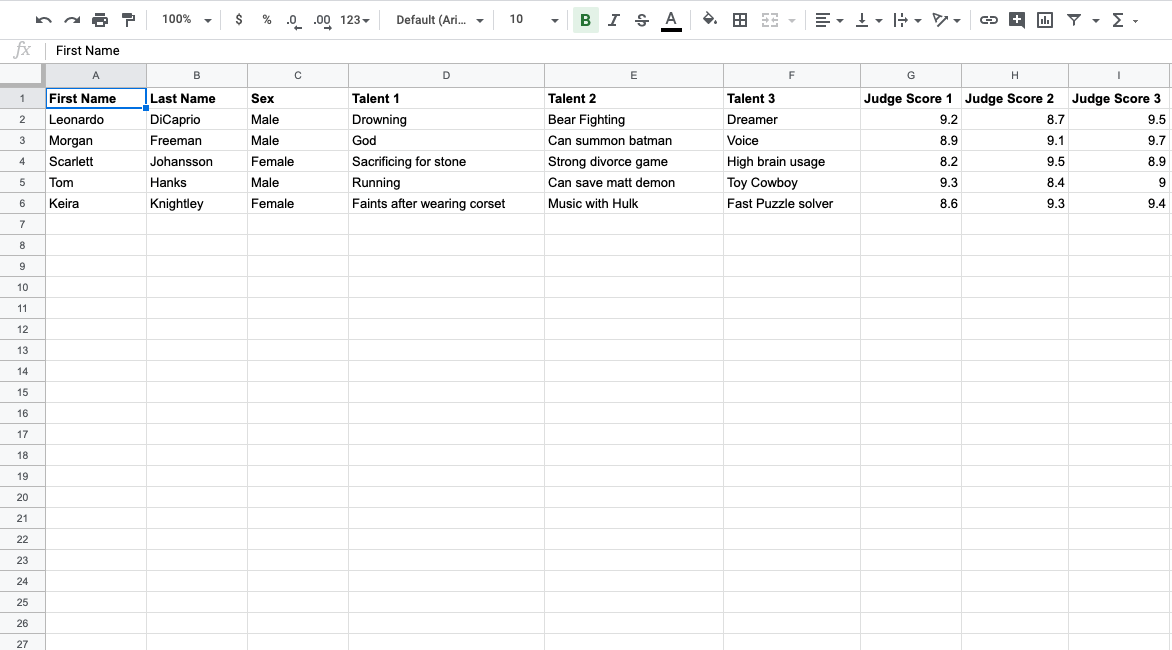 100% $ % .0 .00 123 Default (Ari... 10 B I S A Σ
fx First Name
A B C D E F G H I
1 First Name Last Name Sex Talent 1 Talent 2 Talent 3 Judge Score 1 Judge Score 2 Judge Score 3
2 Leonardo DiCaprio Male Drowning Bear Fighting Dreamer 9.2 8.7 9.5
3 Morgan Freeman Male God Can summon batman Voice 8.9 9.1 9.7
4 Scarlett Johansson Female Sacrificing for stone Strong divorce game High brain usage 8.2 9.5 8.9
5 Tom Hanks Male Running Can save matt demon Toy Cowboy 9.3 8.4 9
6 Keira Knightley Female Faints after wearing corset Music with Hulk Fast Puzzle solver 8.6 9.3 9.4
7
8
9
10
11
12
13
14
15
16
17
18
19
20
21
22
23
24
25
26
27